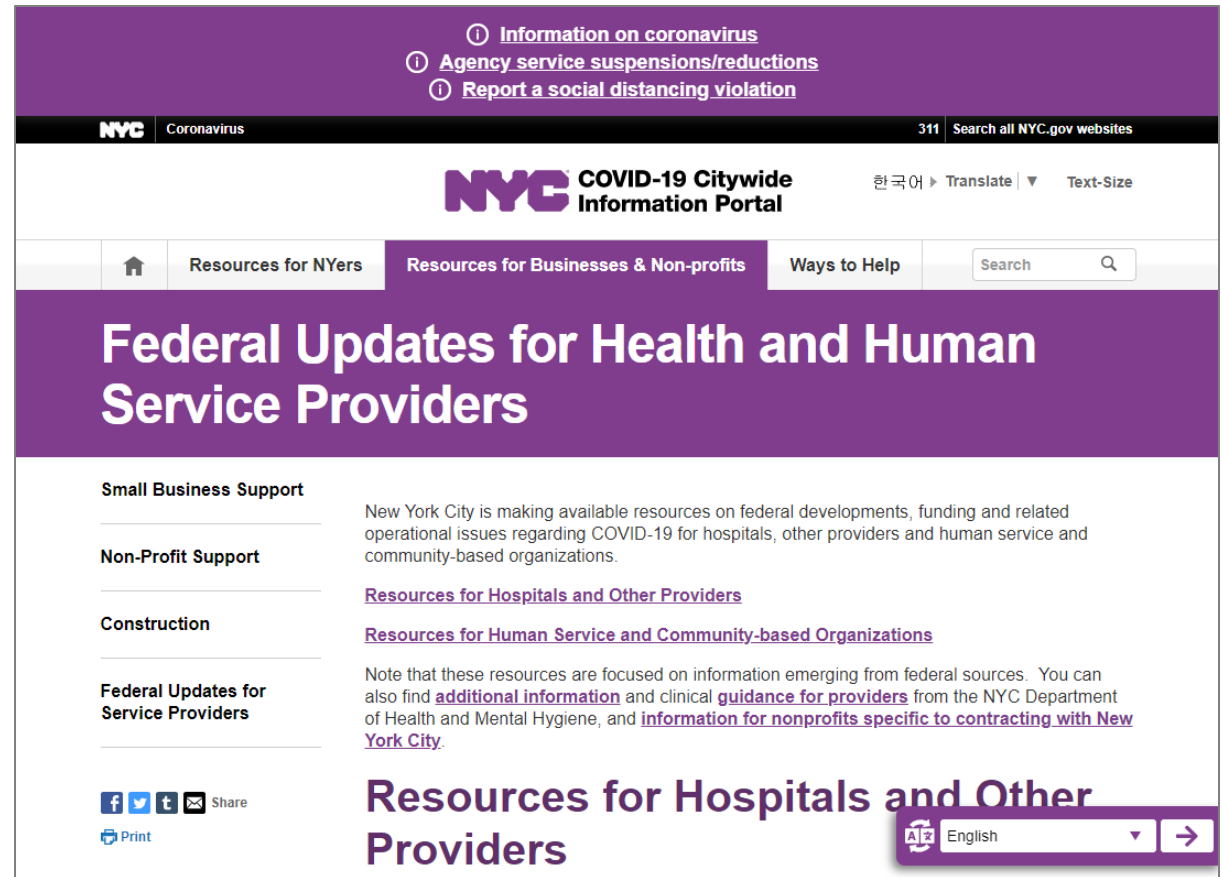 Information on coronavirus
Agency service suspensions/reductions
Report a social distancing violation
NYC Coronavirus 311 Search all NYC.gov websites
NYC COVID-19 Citywide
Information Portal
한국어 Translate Text-Size
Resources for NYers Resources for Businesses & Non-profits Ways to Help Search
Federal Updates for Health and Human
Service Providers
Small Business Support
Non-Profit Support
Construction
Federal Updates for
Service Providers
Share
Print
New York City is making available resources on federal developments, funding and related
operational issues regarding COVID-19 for hospitals, other providers and human service and
community-based organizations.
Resources for Hospitals and Other Providers
Resources for Human Service and Community-based Organizations
Note that these resources are focused on information emerging from federal sources. You can
also find additional information and clinical guidance for providers from the NYC Department
of Health and Mental Hygiene, and information for nonprofits specific to contracting with New
York City.
Resources for Hospitals and Other
Providers
English